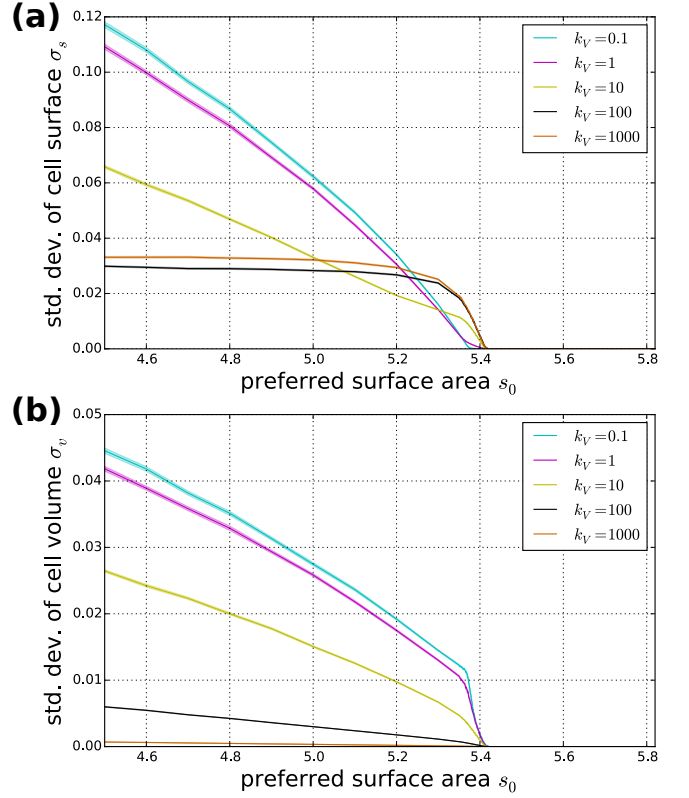 (a)
std. dev. of cell surface σ_s
0.12
0.10
0.08
0.06
0.04
0.02
0.00
k_V=0.1
k_V=1
k_V=10
k_V=100
k_V=1000
4.6 4.8 5.0 5.2 5.4 5.6 5.8
preferred surface area s_0
(b)
std. dev. of cell volume σ_v
0.05
0.04
0.03
0.02
0.01
0.00
k_V=0.1
k_V=1
k_V=10
k_V=100
k_V=1000
4.6 4.8 5.0 5.2 5.4 5.6 5.8
preferred surface area s_0